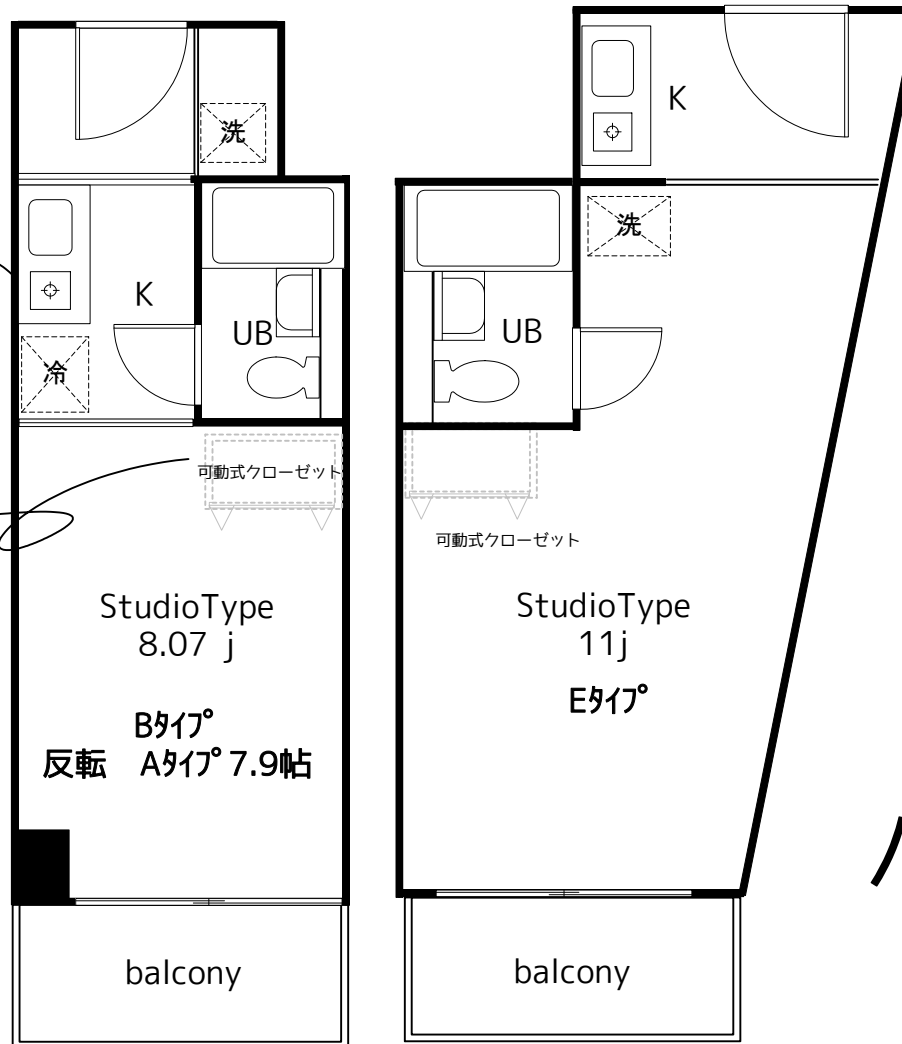 洗
K
UB
冷
可動式クローゼット
StudioType
8.07 j
Bﾀｲﾌﾟ
反転　Aﾀｲﾌﾟ 7.9帖
balcony
K
洗
UB
可動式クローゼット
StudioType
11j
Eﾀｲﾌﾟ
balcony